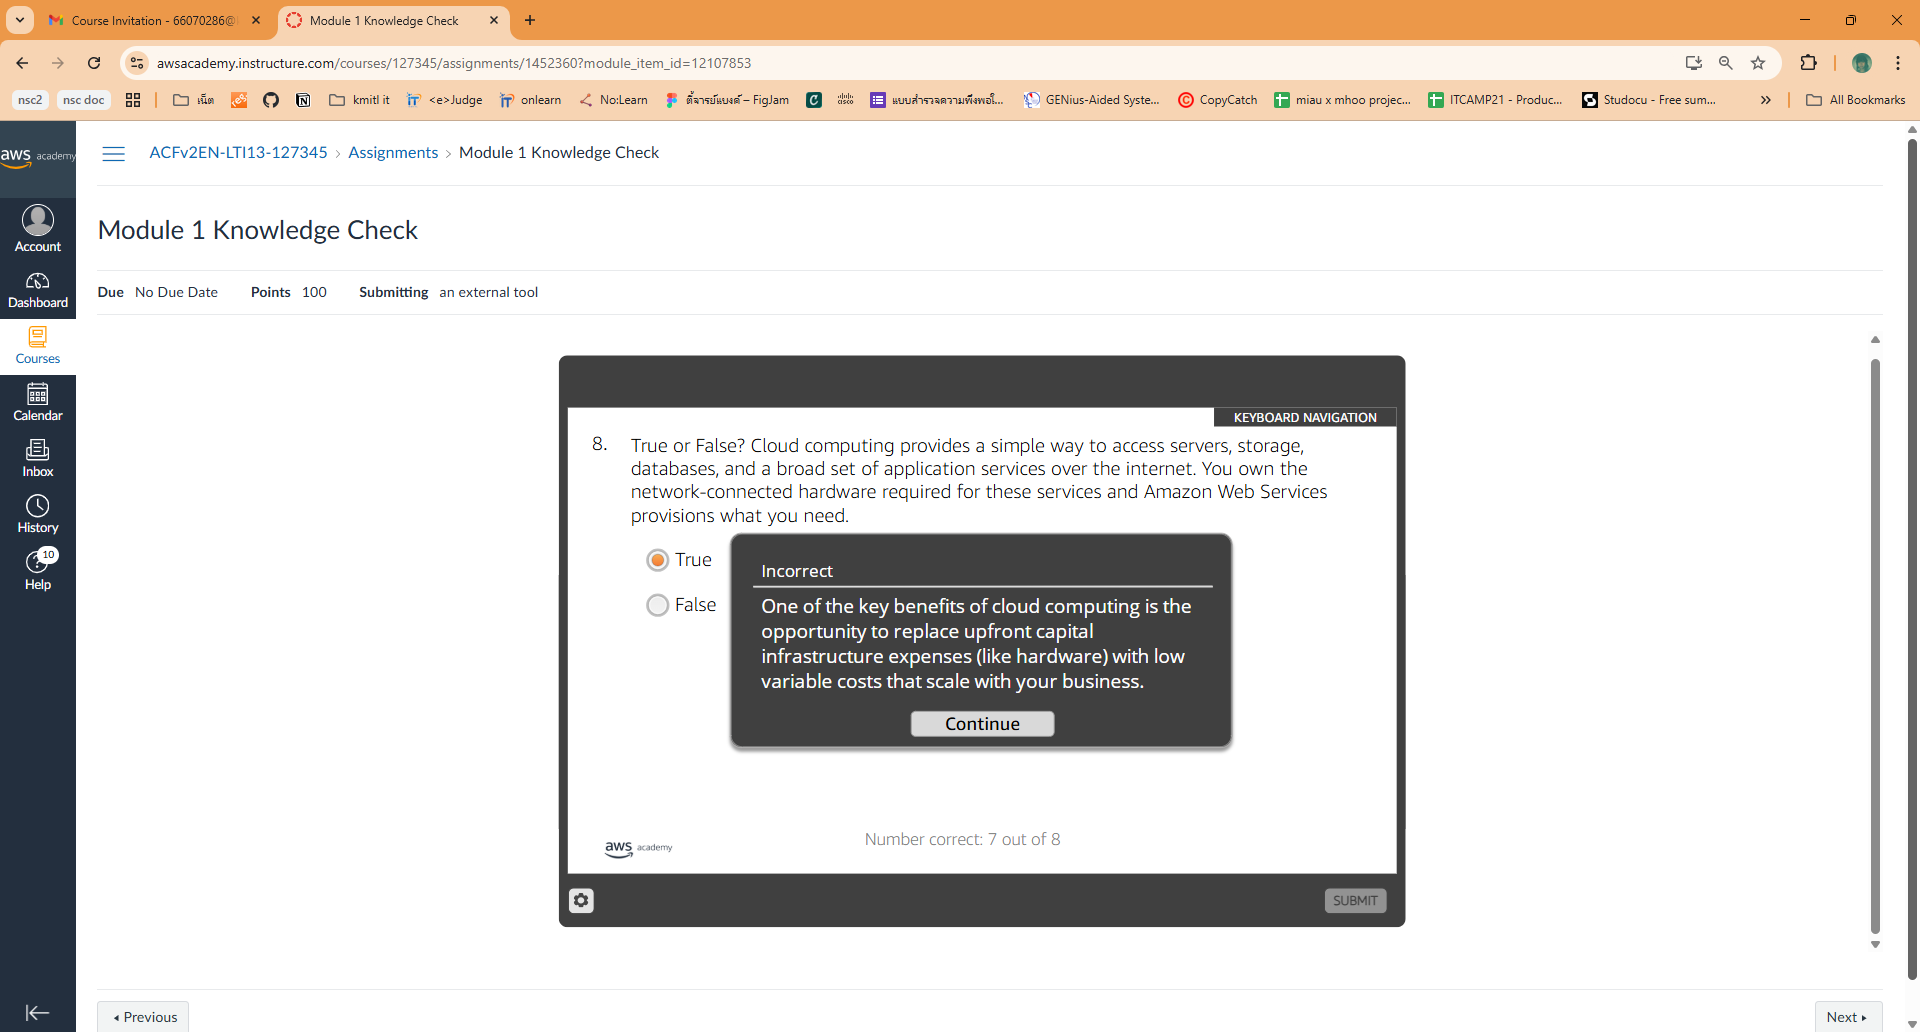 Course Invitation - 66070286@
Module 1 Knowledge Check
awsacademy.instructure.com/courses/127345/assignments/1452360?module_item_id=12107853
nsc2
nsc doc
เน็ต
kmitl it
<e>Judge
onlearn
No:Learn
ติ้จารย์แบงค์ – FigJam
แบบสำรวจความพึงพอใ...
GENius-Aided Syste...
CopyCatch
miau x mhoo projec...
ITCAMP21 - Produc...
Studocu - Free sum...
All Bookmarks
aws academy
ACFv2EN-LTI13-127345 › Assignments › Module 1 Knowledge Check
Account
Dashboard
Courses
Calendar
Inbox
History
10
Help
Module 1 Knowledge Check
Due No Due Date Points 100 Submitting an external tool
KEYBOARD NAVIGATION
8. True or False? Cloud computing provides a simple way to access servers, storage,
databases, and a broad set of application services over the internet. You own the
network-connected hardware required for these services and Amazon Web Services
provisions what you need.
True
False
Incorrect
One of the key benefits of cloud computing is the
opportunity to replace upfront capital
infrastructure expenses (like hardware) with low
variable costs that scale with your business.
Continue
Number correct: 7 out of 8
aws academy
SUBMIT
Previous
Next